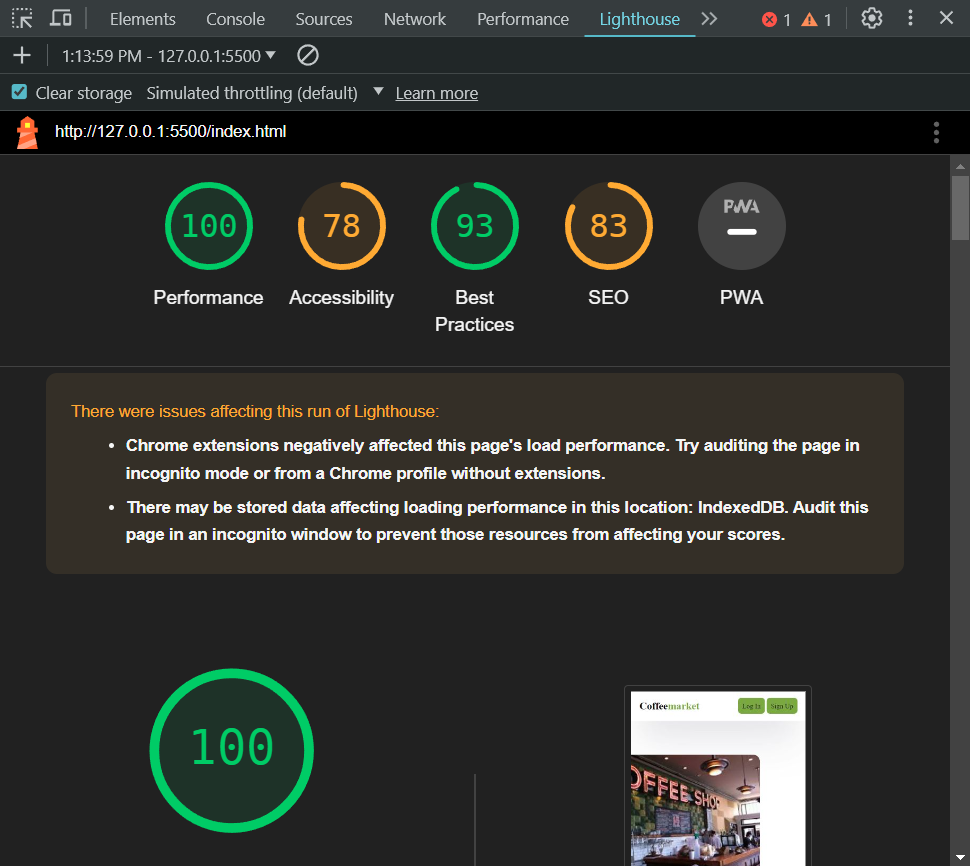 Elements Console Sources Network Performance Lighthouse 1 1
1:13:59 PM - 127.0.0.1:5500
Clear storage Simulated throttling (default) Learn more
http://127.0.0.1:5500/index.html
100 78 93 83 PWA
Performance Accessibility Best Practices SEO PWA
There were issues affecting this run of Lighthouse:
• Chrome extensions negatively affected this page's load performance. Try auditing the page in
incognito mode or from a Chrome profile without extensions.
• There may be stored data affecting loading performance in this location: IndexedDB. Audit this
page in an incognito window to prevent those resources from affecting your scores.
100
Coffeemarket Log In Sign Up
OFFEE SHOP